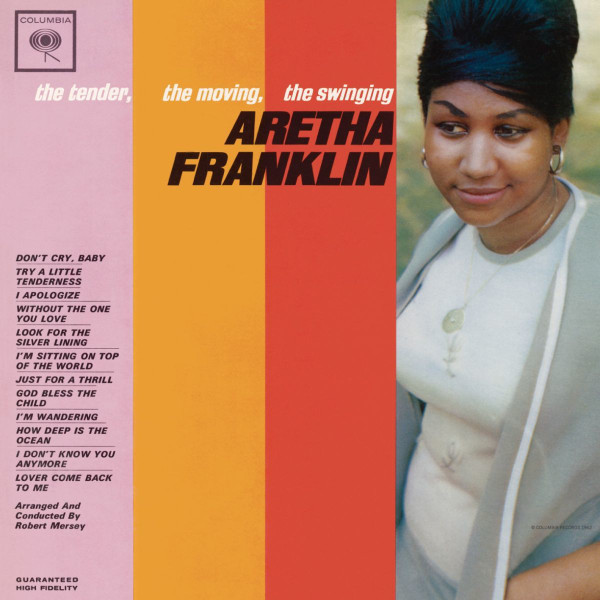 COLUMBIA
the tender, the moving, the swinging
ARETHA
FRANKLIN
DON'T CRY, BABY
TRY A LITTLE
TENDERNESS
I APOLOGIZE
WITHOUT THE ONE
YOU LOVE
LOOK FOR THE
SILVER LINING
I'M SITTING ON TOP
OF THE WORLD
JUST FOR A THRILL
GOD BLESS THE
CHILD
I'M WANDERING
HOW DEEP IS THE
OCEAN
I DON'T KNOW YOU
ANYMORE
LOVER COME BACK
TO ME
Arranged And
Conducted By
Robert Mersey
GUARANTEED
HIGH FIDELITY
© COLUMBIA RECORDS